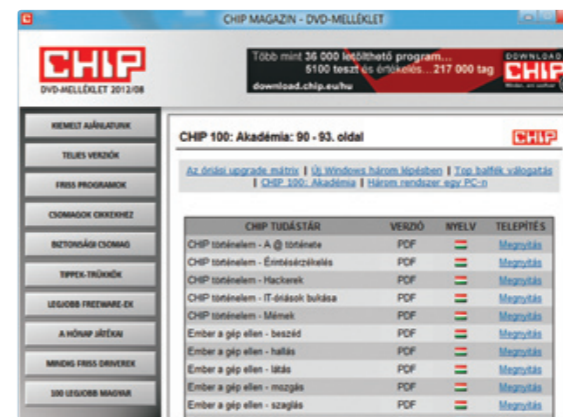 CHIP MAGAZIN - DVD-MELLÉKLET
CHIP
DVD-MELLÉKLET 2012/08
Több mint 36 000 letölthető program...
5100 teszt és értékelés... 217 000 tag
download.chip.eu/hu
DOWNLOAD
CHIP
KIEMELT AJÁNLATUNK
TELJES VERZIÓK
FRISS PROGRAMOK
CSOMAGOK CIKKEKHEZ
BIZTONSÁGI CSOMAG
TIPPEK-TRÜKKÖK
LEGJOBB FREEWARE-EK
A HÓNAP JÁTÉKAI
MINDIG FRISS DRIVEREK
100 LEGJOBB MAGYAR
CHIP 100: Akadémia: 90 - 93. oldal
CHIP
Az óriási upgrade mátrix | Új Windows három lépésben | Top balfék válogatás
| CHIP 100: Akadémia | Három rendszer egy PC-n
CHIP TUDÁSTÁR VERZIÓ NYELV TELEPÍTÉS
CHIP történelem - A @ története PDF Megnyitás
CHIP történelem - Érintésérzékelés PDF Megnyitás
CHIP történelem - Hackerek PDF Megnyitás
CHIP történelem - IT-óriások bukása PDF Megnyitás
CHIP történelem - Mémek PDF Megnyitás
Ember a gép ellen - beszéd PDF Megnyitás
Ember a gép ellen - hallás PDF Megnyitás
Ember a gép ellen - látás PDF Megnyitás
Ember a gép ellen - mozgás PDF Megnyitás
Ember a gép ellen - szaglás PDF Megnyitás